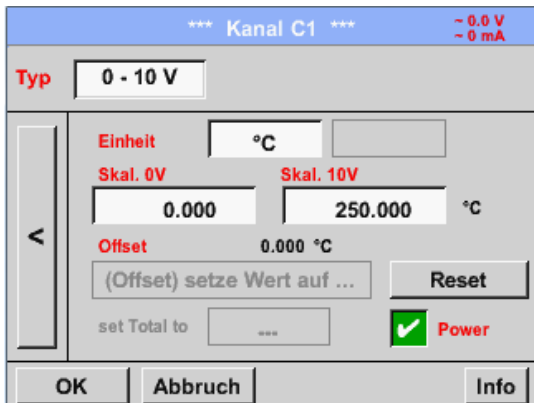 *** Kanal C1 ***
~ 0.0 V
~ 0 mA
Typ 0 - 10 V
Einheit °C
Skal. 0V Skal. 10V
< 0.000 250.000 °C
Offset 0.000 °C
(Offset) setze Wert auf ... Reset
set Total to --- Power
OK Abbruch Info